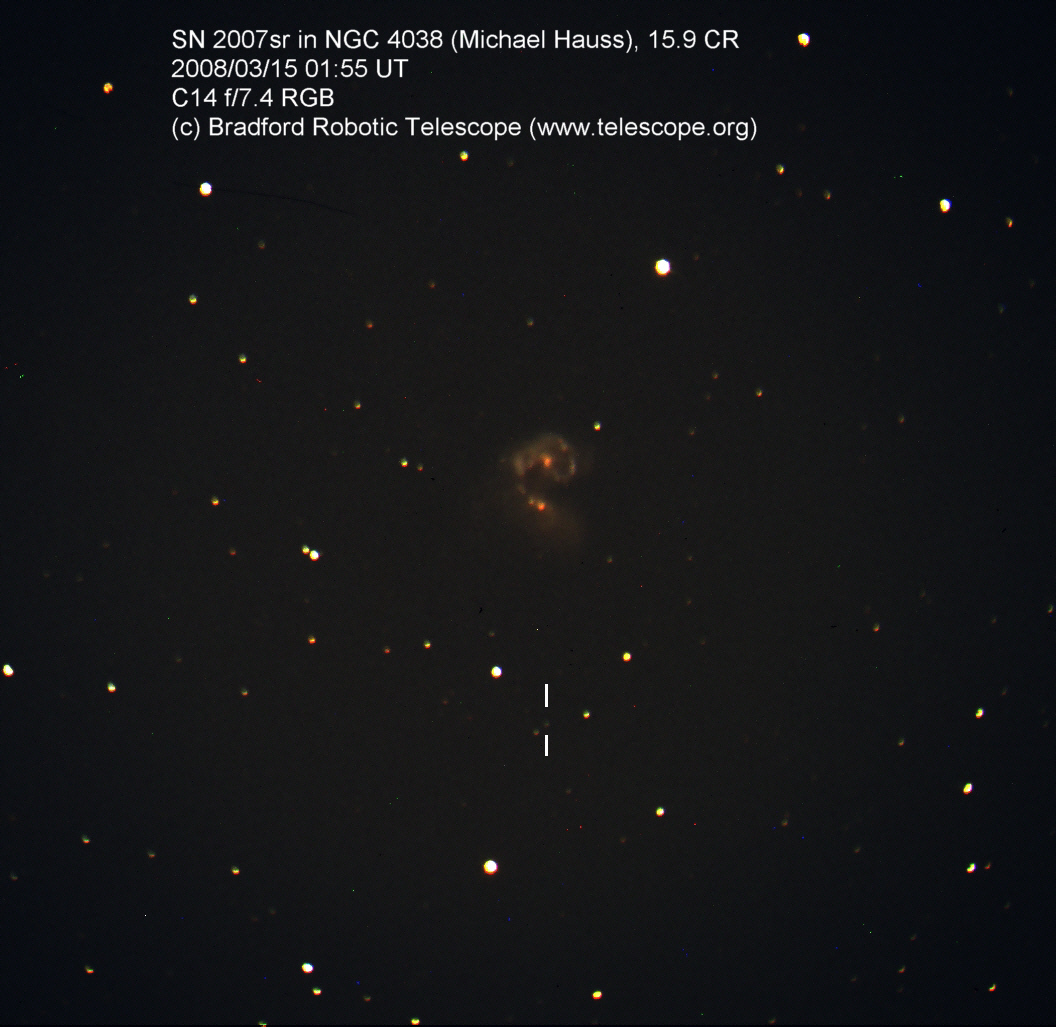 SN 2007sr in NGC 4038 (Michael Hauss), 15.9 CR
2008/03/15 01:55 UT
C14 f/7.4 RGB
(c) Bradford Robotic Telescope (www.telescope.org)